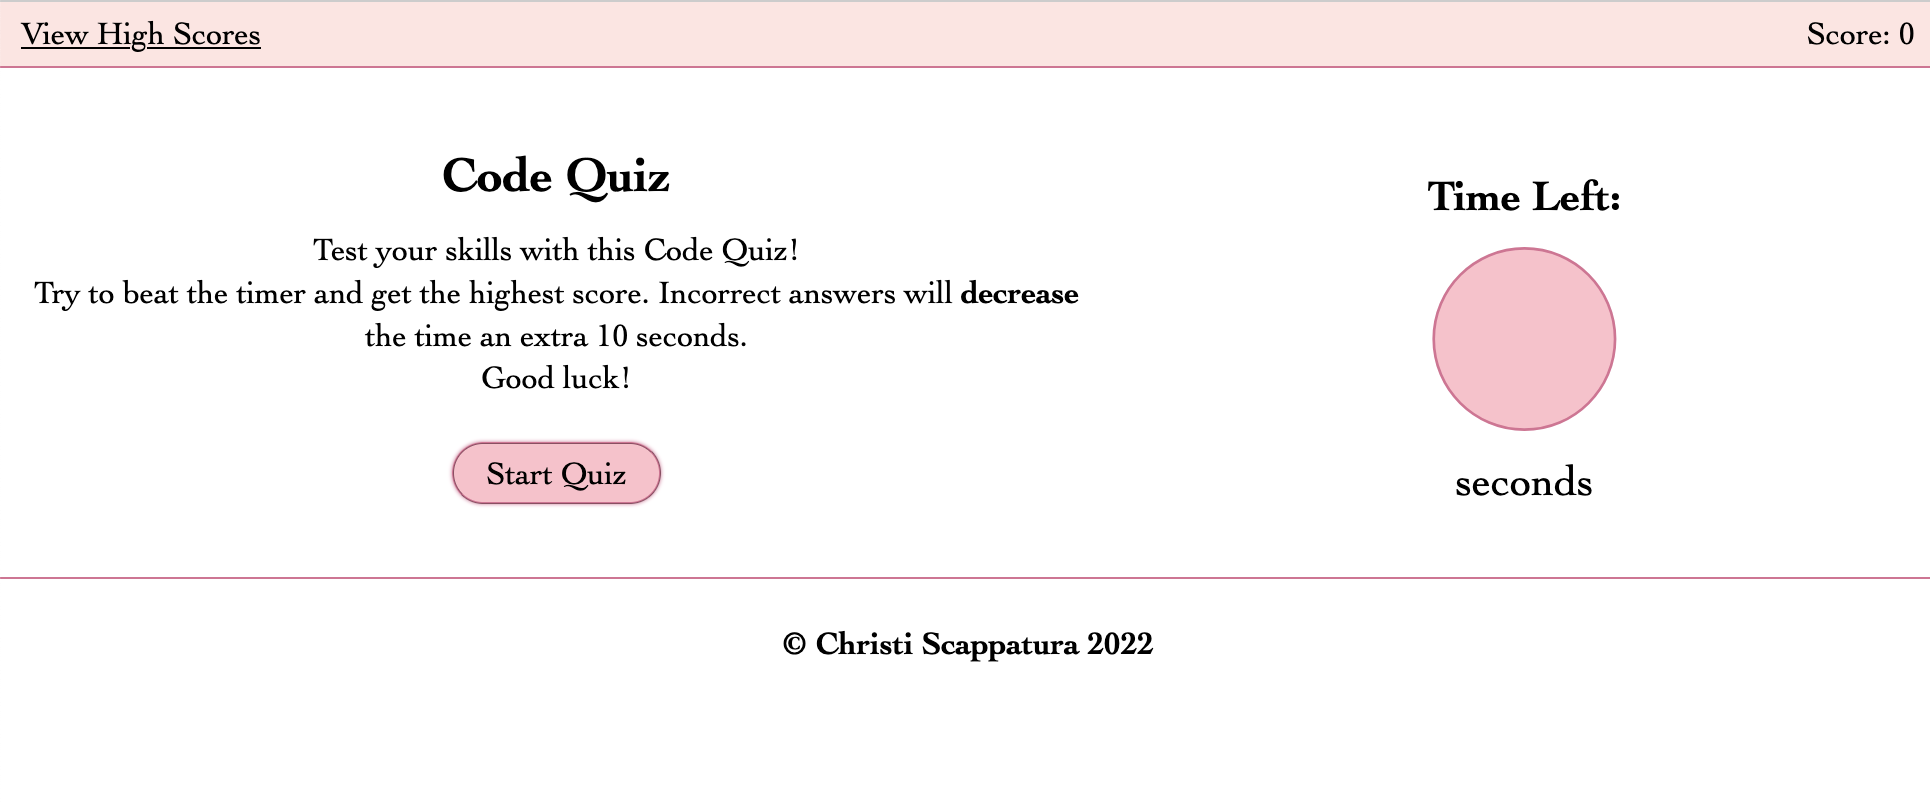 View High Scores
Score: 0
Code Quiz
Test your skills with this Code Quiz!
Try to beat the timer and get the highest score. Incorrect answers will decrease
the time an extra 10 seconds.
Good luck!
Start Quiz
Time Left:
seconds
© Christi Scappatura 2022